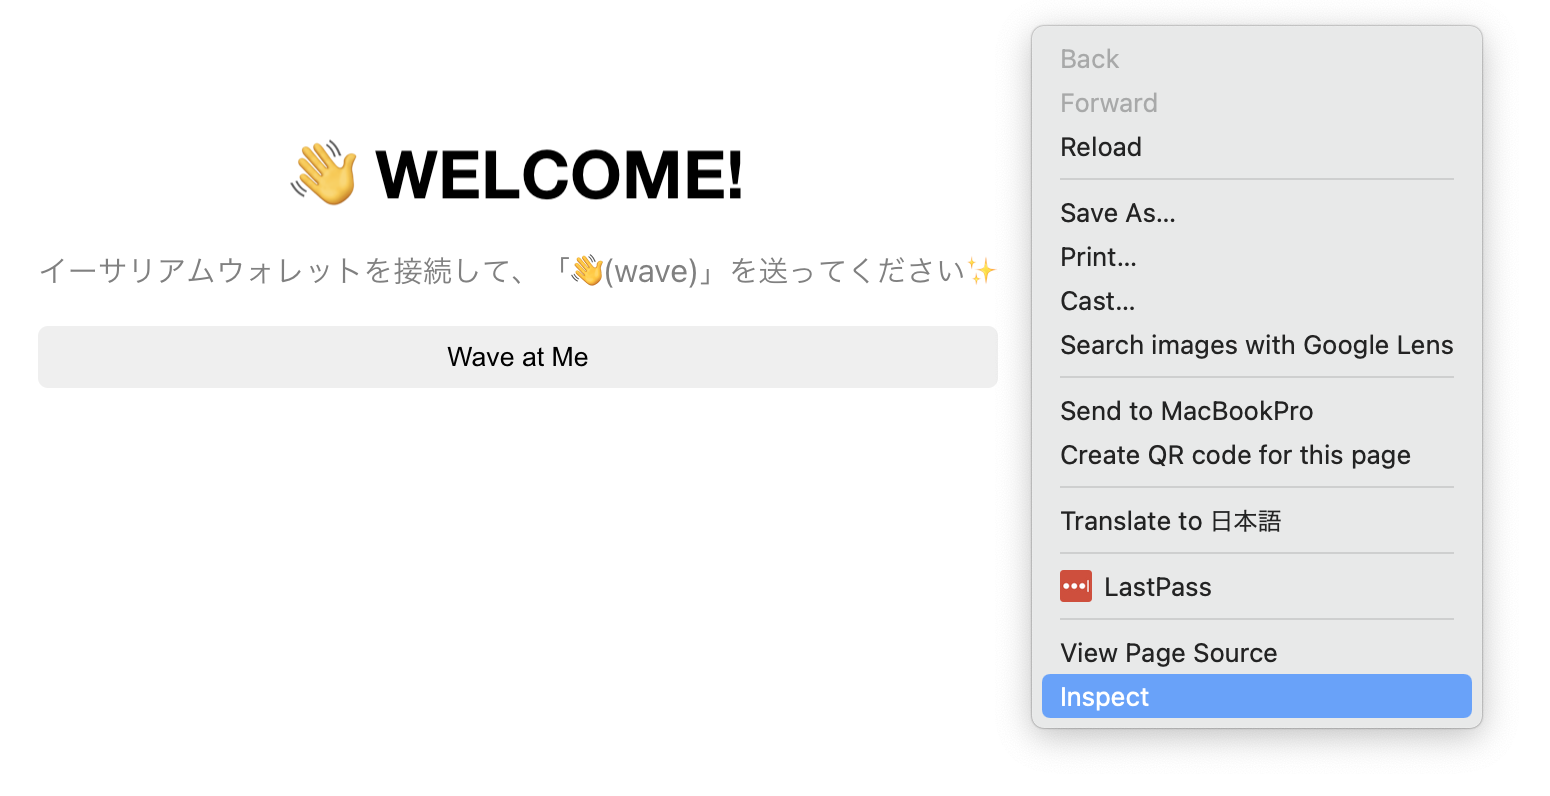 👋 WELCOME!
イーサリアムウォレットを接続して、「👋(wave)」を送ってください✨
Wave at Me
Back
Forward
Reload
Save As...
Print...
Cast...
Search images with Google Lens
Send to MacBookPro
Create QR code for this page
Translate to 日本語
LastPass
View Page Source
Inspect